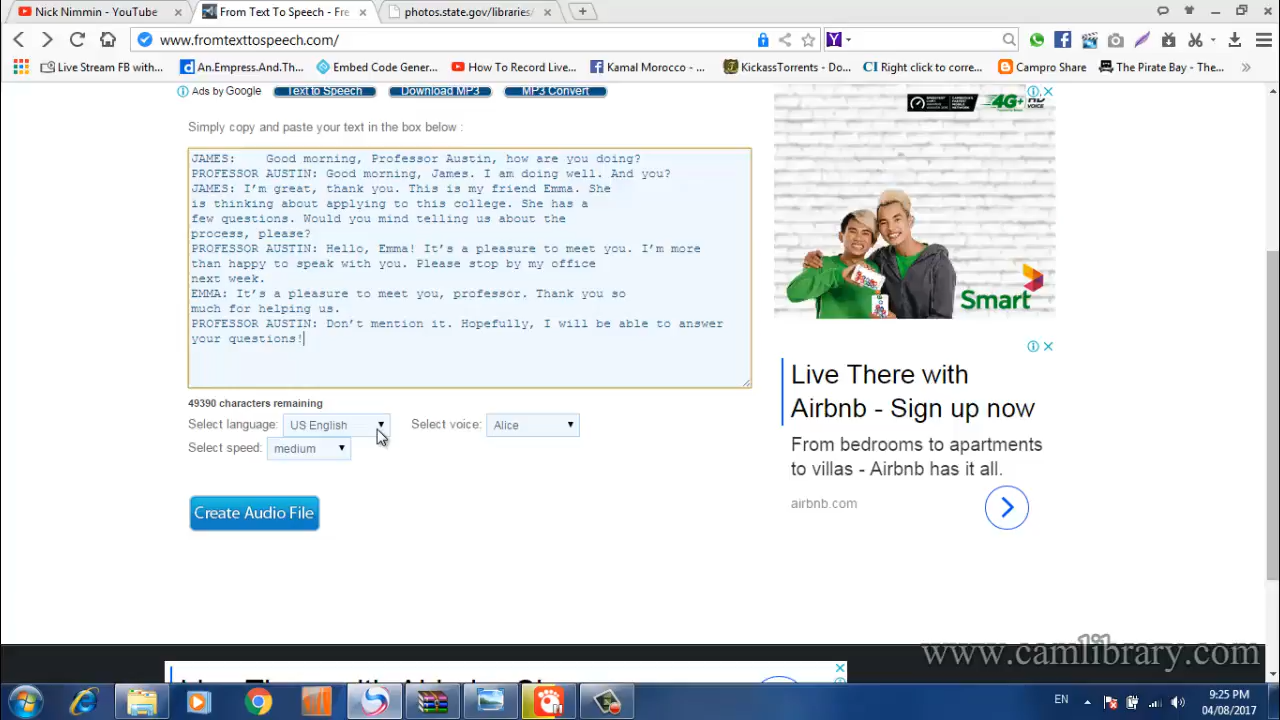 Nick Nimmin - YouTube
From Text To Speech - Fre
photos.state.gov/libraries/
www.fromtexttospeech.com/
Live Stream FB with...
An.Empress.And.Th...
Embed Code Gener...
How To Record Live...
Kamal Morocco - ...
KickassTorrents - Do...
CI Right click to corre...
Campro Share
The Pirate Bay - The...
Ads by Google
Text to Speech
Download MP3
MP3 Convert
Simply copy and paste your text in the box below :
JAMES: Good morning, Professor Austin, how are you doing?
PROFESSOR AUSTIN: Good morning, James. I am doing well. And you?
JAMES: I’m great, thank you. This is my friend Emma. She
is thinking about applying to this college. She has a
few questions. Would you mind telling us about the
process, please?
PROFESSOR AUSTIN: Hello, Emma! It’s a pleasure to meet you. I’m more
than happy to speak with you. Please stop by my office
next week.
EMMA: It’s a pleasure to meet you, professor. Thank you so
much for helping us.
PROFESSOR AUSTIN: Don’t mention it. Hopefully, I will be able to answer
your questions!
49390 characters remaining
Select language: US English
Select voice: Alice
Select speed: medium
Create Audio File
4G+
HD VOICE
Smart
Live There with
Airbnb - Sign up now
From bedrooms to apartments
to villas - Airbnb has it all.
airbnb.com
www.camlibrary.com
EN
9:25 PM
04/08/2017